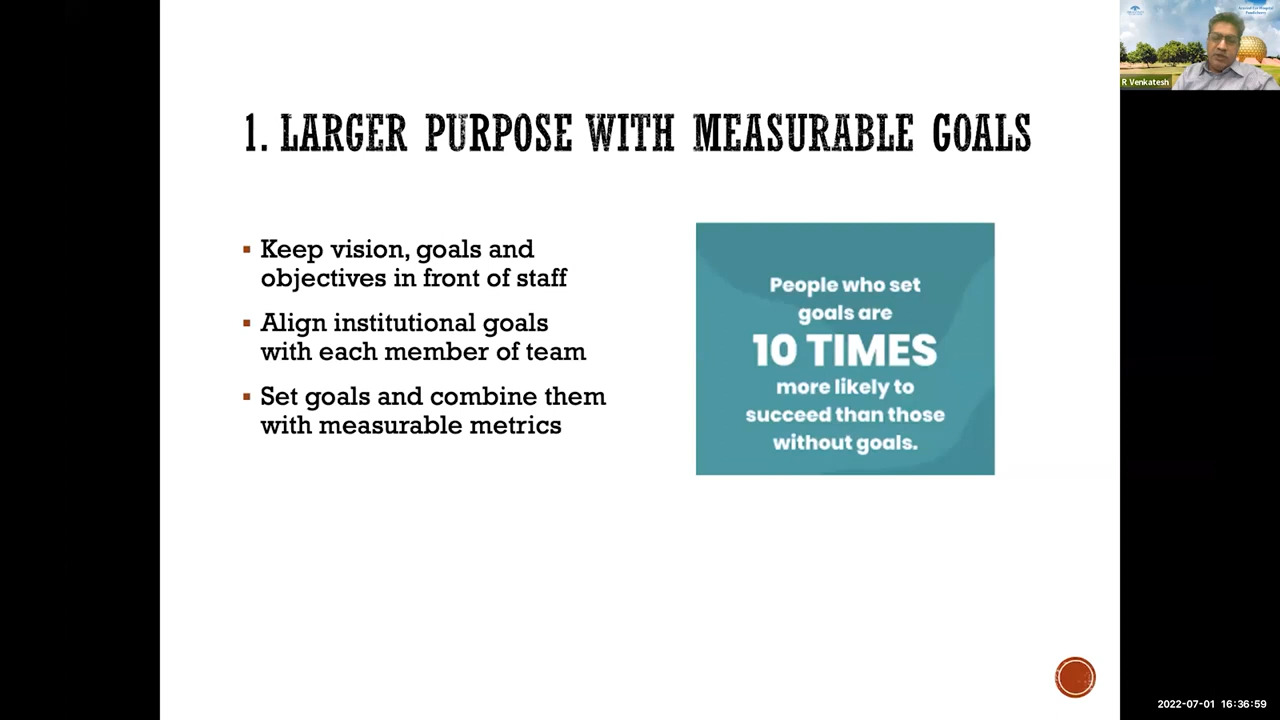 1. LARGER PURPOSE WITH MEASURABLE GOALS
Keep vision, goals and
objectives in front of staff
Align institutional goals
with each member of team
Set goals and combine them
with measurable metrics
People who set
goals are
10 TIMES
more likely to
succeed than those
without goals.
R Venkatesh
2022-07-01 16:36:59